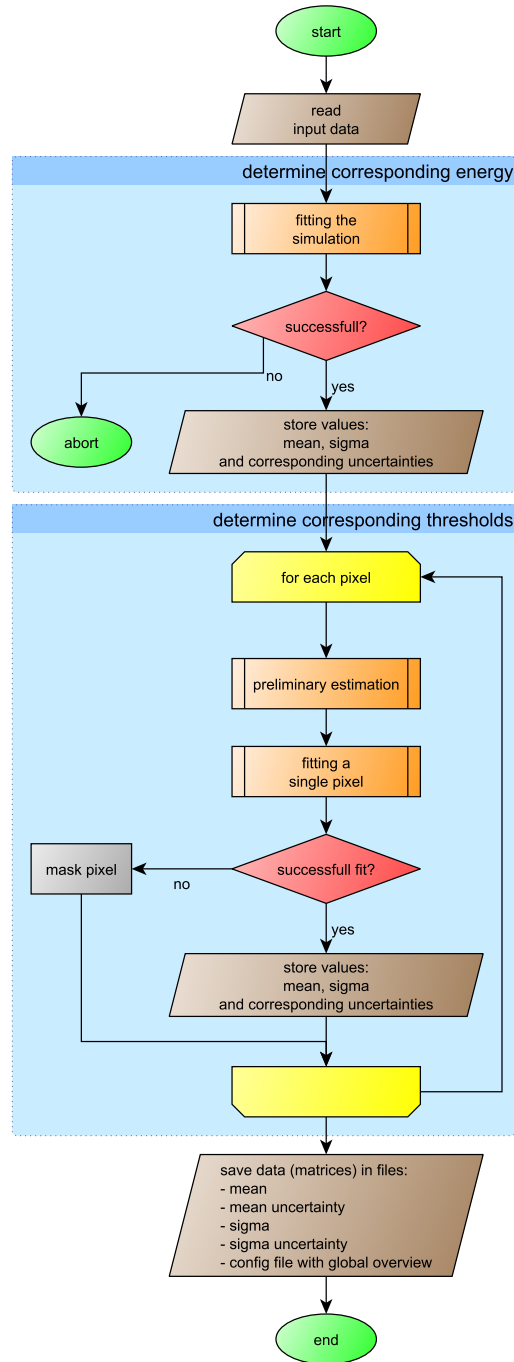 start
read
input data
determine corresponding energy
fitting the
simulation
successfull?
no
yes
abort
store values:
mean, sigma
and corresponding uncertainties
determine corresponding thresholds
for each pixel
preliminary estimation
fitting a
single pixel
mask pixel
successfull fit?
no
yes
store values:
mean, sigma
and corresponding uncertainties
save data (matrices) in files:
- mean
- mean uncertainty
- sigma
- sigma uncertainty
- config file with global overview
end